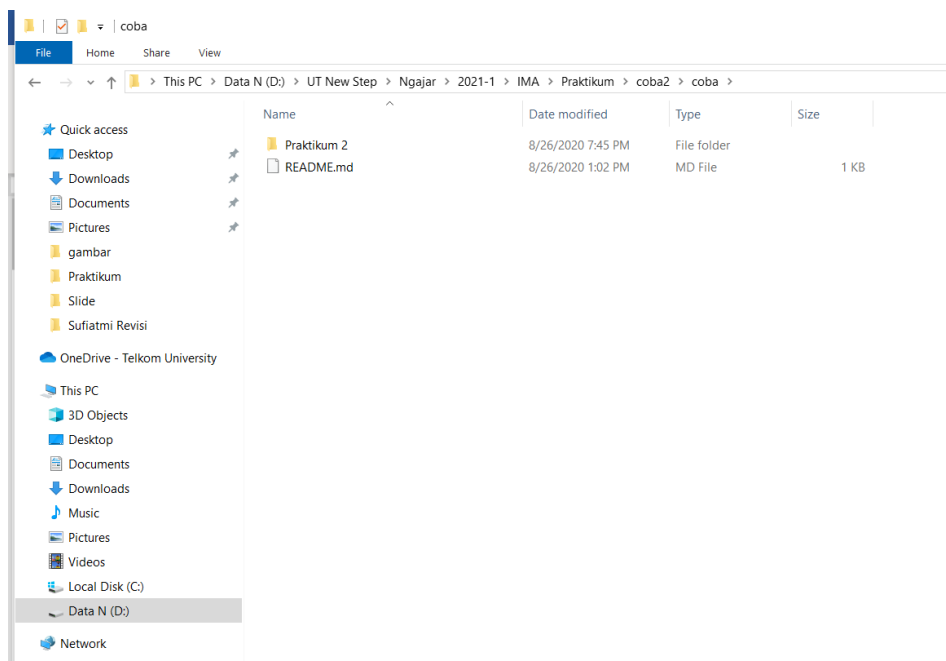 coba
File Home Share View
This PC > Data N (D:) > UT New Step > Ngajar > 2021-1 > IMA > Praktikum > coba2 > coba >
Name Date modified Type Size
Praktikum 2 8/26/2020 7:45 PM File folder
README.md 8/26/2020 1:02 PM MD File 1 KB
Quick access
Desktop
Downloads
Documents
Pictures
gambar
Praktikum
Slide
Sufiatmi Revisi
OneDrive - Telkom University
This PC
3D Objects
Desktop
Documents
Downloads
Music
Pictures
Videos
Local Disk (C:)
Data N (D:)
Network